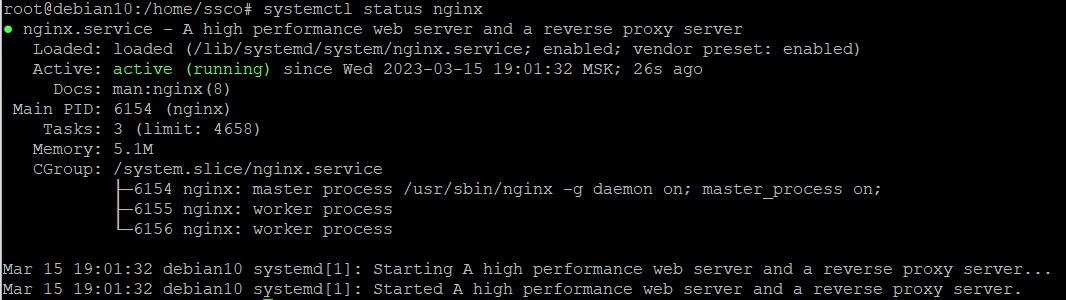 root@debian10:/home/ssco# systemctl status nginx
● nginx.service - A high performance web server and a reverse proxy server
   Loaded: loaded (/lib/systemd/system/nginx.service; enabled; vendor preset: enabled)
   Active: active (running) since Wed 2023-03-15 19:01:32 MSK; 26s ago
     Docs: man:nginx(8)
 Main PID: 6154 (nginx)
    Tasks: 3 (limit: 4658)
   Memory: 5.1M
   CGroup: /system.slice/nginx.service
           ├─6154 nginx: master process /usr/sbin/nginx -g daemon on; master_process on;
           ├─6155 nginx: worker process
           └─6156 nginx: worker process
Mar 15 19:01:32 debian10 systemd[1]: Starting A high performance web server and a reverse proxy server...
Mar 15 19:01:32 debian10 systemd[1]: Started A high performance web server and a reverse proxy server.